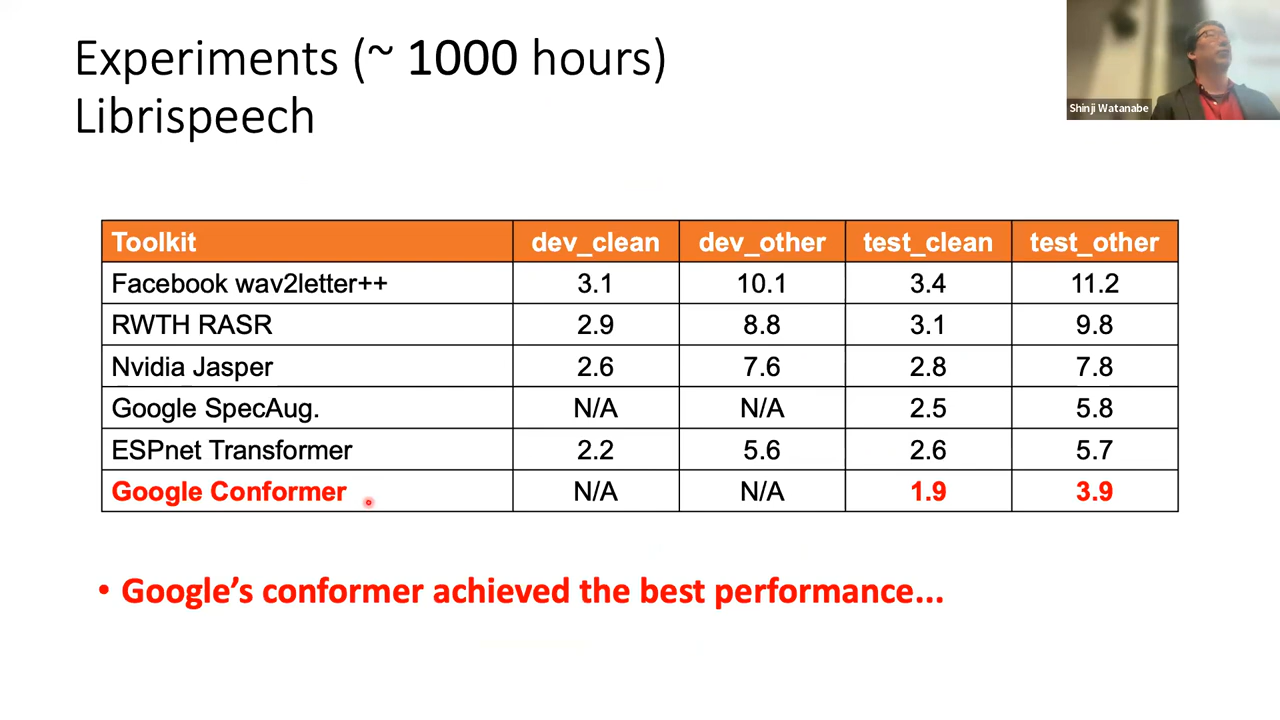 Experiments (~ 1000 hours)
Librispeech
Shinji Watanabe
Toolkit dev_clean dev_other test_clean test_other
Facebook wav2letter++ 3.1 10.1 3.4 11.2
RWTH RASR 2.9 8.8 3.1 9.8
Nvidia Jasper 2.6 7.6 2.8 7.8
Google SpecAug. N/A N/A 2.5 5.8
ESPnet Transformer 2.2 5.6 2.6 5.7
Google Conformer N/A N/A 1.9 3.9
• Google’s conformer achieved the best performance...